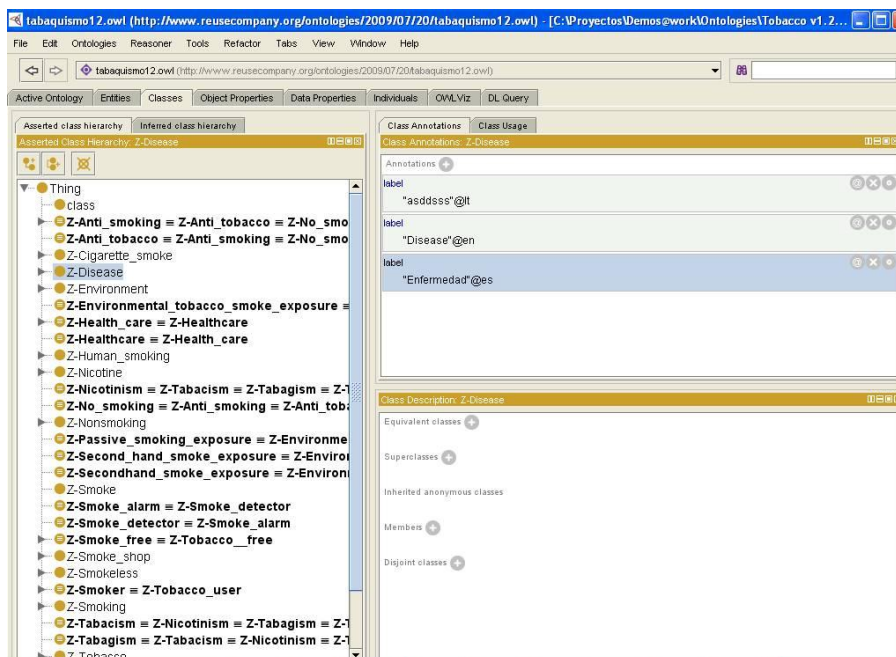 tabaquismo12.owl (http://www.reusecompany.org/ontologies/2009/07/20/tabaquismo12.owl) - [C:\Proyectos\Demos@work\Ontologies\Tobacco v1.2...
File Edit Ontologies Reasoner Tools Refactor Tabs View Window Help
tabaquismo12.owl (http://www.reusecompany.org/ontologies/2009/07/20/tabaquismo12.owl)
Active Ontology Entities Classes Object Properties Data Properties Individuals OWLViz DL Query
Asserted class hierarchy Inferred class hierarchy
Asserted Class Hierarchy: Z-Disease
Thing
class
Z-Anti_smoking ≡ Z-Anti_tobacco ≡ Z-No_smo
Z-Anti_tobacco ≡ Z-Anti_smoking ≡ Z-No_smo
Z-Cigarette_smoke
Z-Disease
Z-Environment
Z-Environmental_tobacco_smoke_exposure ≡
Z-Health_care ≡ Z-Healthcare
Z-Healthcare ≡ Z-Health_care
Z-Human_smoking
Z-Nicotine
Z-Nicotinism ≡ Z-Tabacism ≡ Z-Tabagism ≡ Z-T
Z-No_smoking ≡ Z-Anti_smoking ≡ Z-Anti_toba
Z-Nonsmoking
Z-Passive_smoking_exposure ≡ Z-Environme
Z-Second_hand_smoke_exposure ≡ Z-Enviror
Z-Secondhand_smoke_exposure ≡ Z-Environ
Z-Smoke
Z-Smoke_alarm ≡ Z-Smoke_detector
Z-Smoke_detector ≡ Z-Smoke_alarm
Z-Smoke_free ≡ Z-Tobacco__free
Z-Smoke_shop
Z-Smokeless
Z-Smoker ≡ Z-Tobacco_user
Z-Smoking
Z-Tabacism ≡ Z-Nicotinism ≡ Z-Tabagism ≡ Z-T
Z-Tabagism ≡ Z-Tabacism ≡ Z-Nicotinism ≡ Z-T
Z-Tobacco
Class Annotations Class Usage
Class Annotations: Z-Disease
Annotations
label
"asddsss"@lt
label
"Disease"@en
label
"Enfermedad"@es
Class Description: Z-Disease
Equivalent classes
Superclasses
Inherited anonymous classes
Members
Disjoint classes